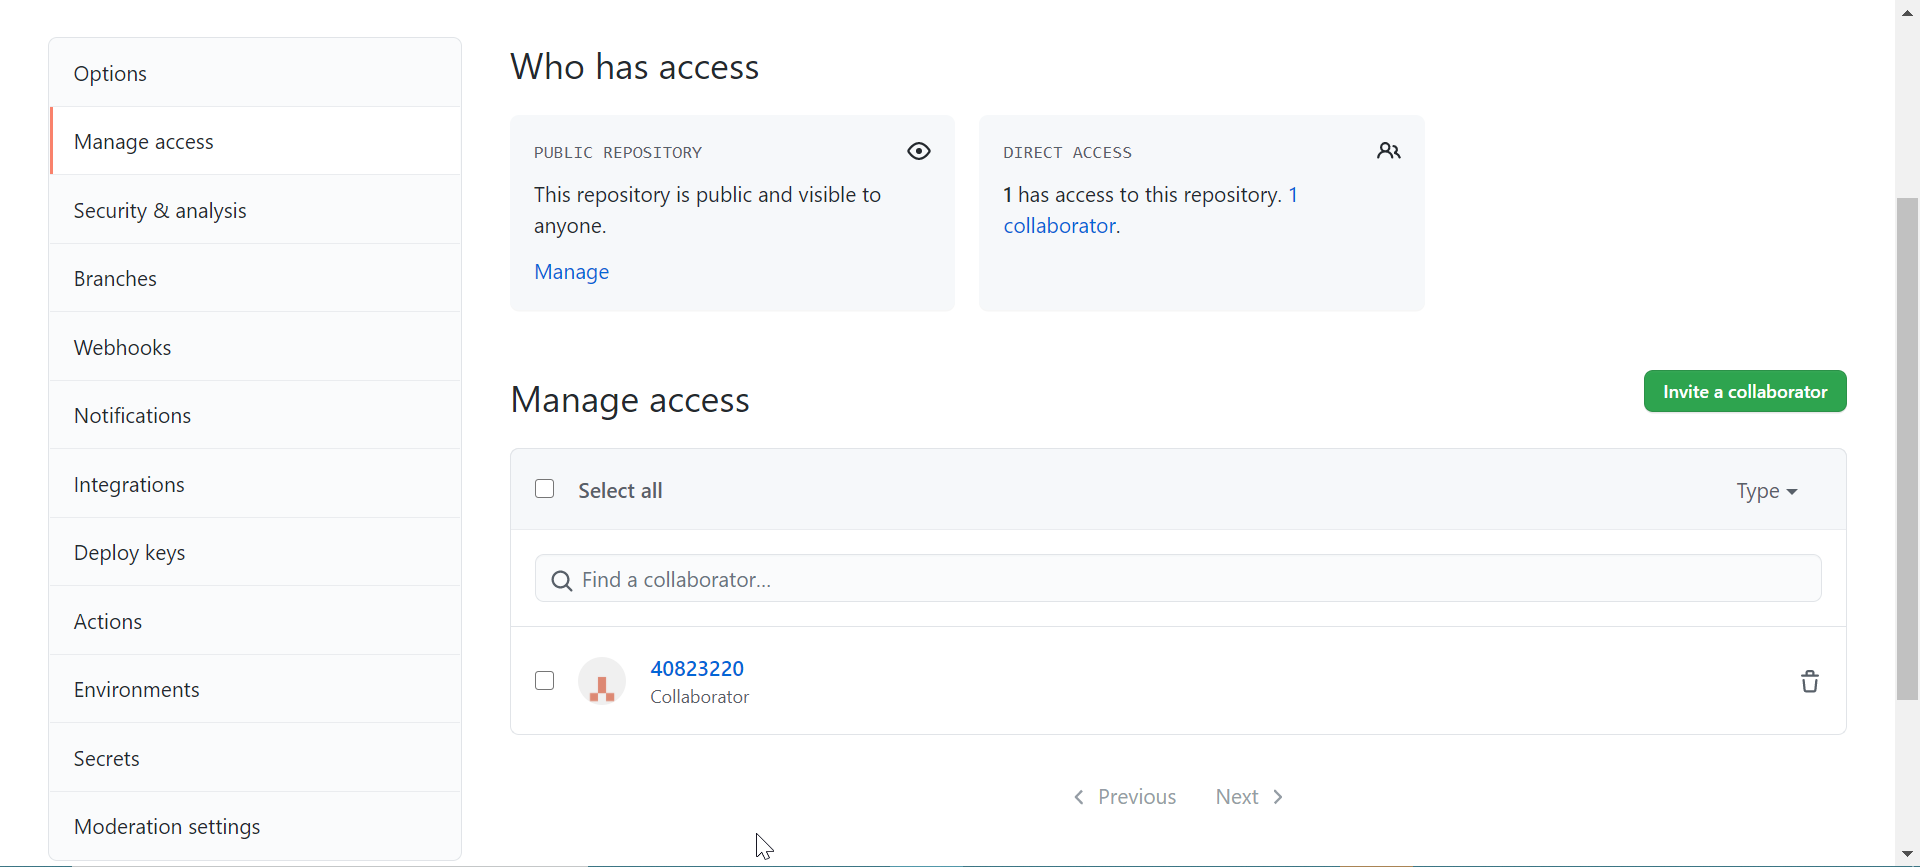 Options
Manage access
Security & analysis
Branches
Webhooks
Notifications
Integrations
Deploy keys
Actions
Environments
Secrets
Moderation settings
Who has access
PUBLIC REPOSITORY
This repository is public and visible to
anyone.
Manage
DIRECT ACCESS
1 has access to this repository. 1
collaborator.
Manage access
Invite a collaborator
Select all
Type
Find a collaborator...
40823220
Collaborator
Previous
Next